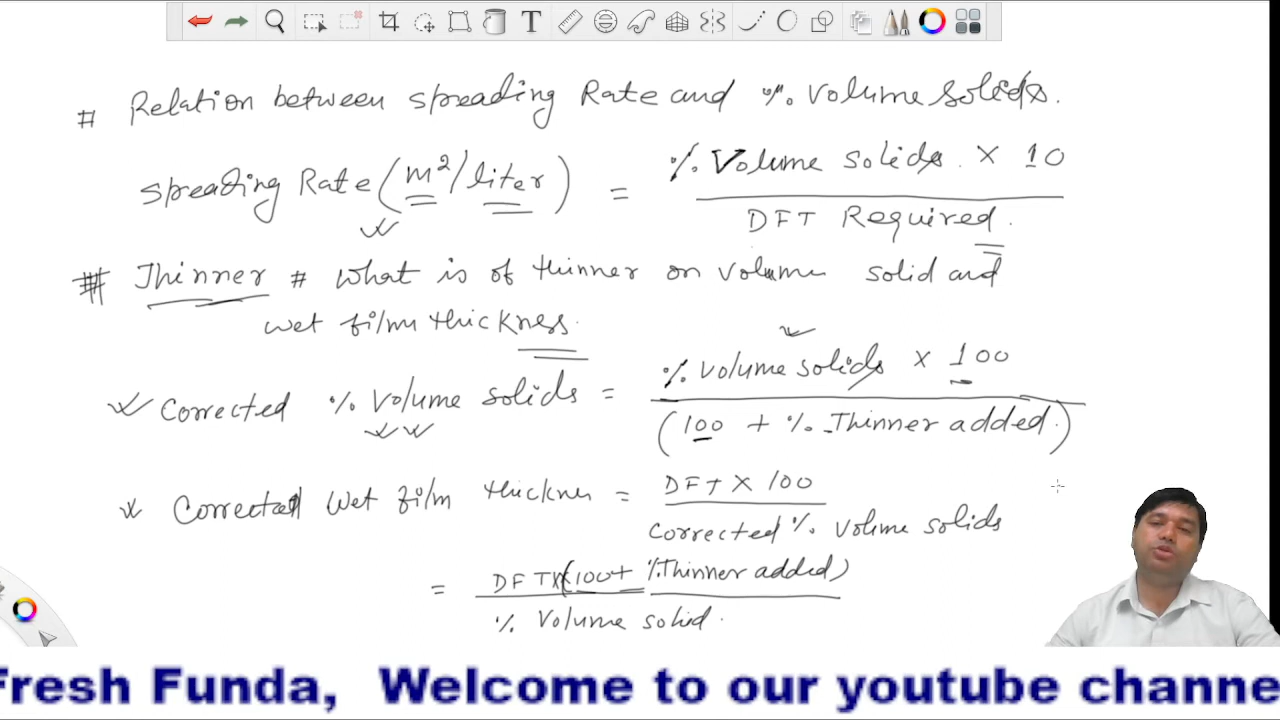 # Relation between spreading Rate and % volume solids.
spreading Rate (m²/liter) = % Volume solids. × 10
DFT Required.
# Thinner # What is of thinner on volume solid and
wet film thickness.
Corrected % Volume solids = % volume solids × 100
(100 + % Thinner added.)
* Corrected Wet film thicknes = DFT × 100
corrected % volume solids
= DFT × (100 + % Thinner added)
% Volume solid.
Fresh Funda, Welcome to our youtube channe